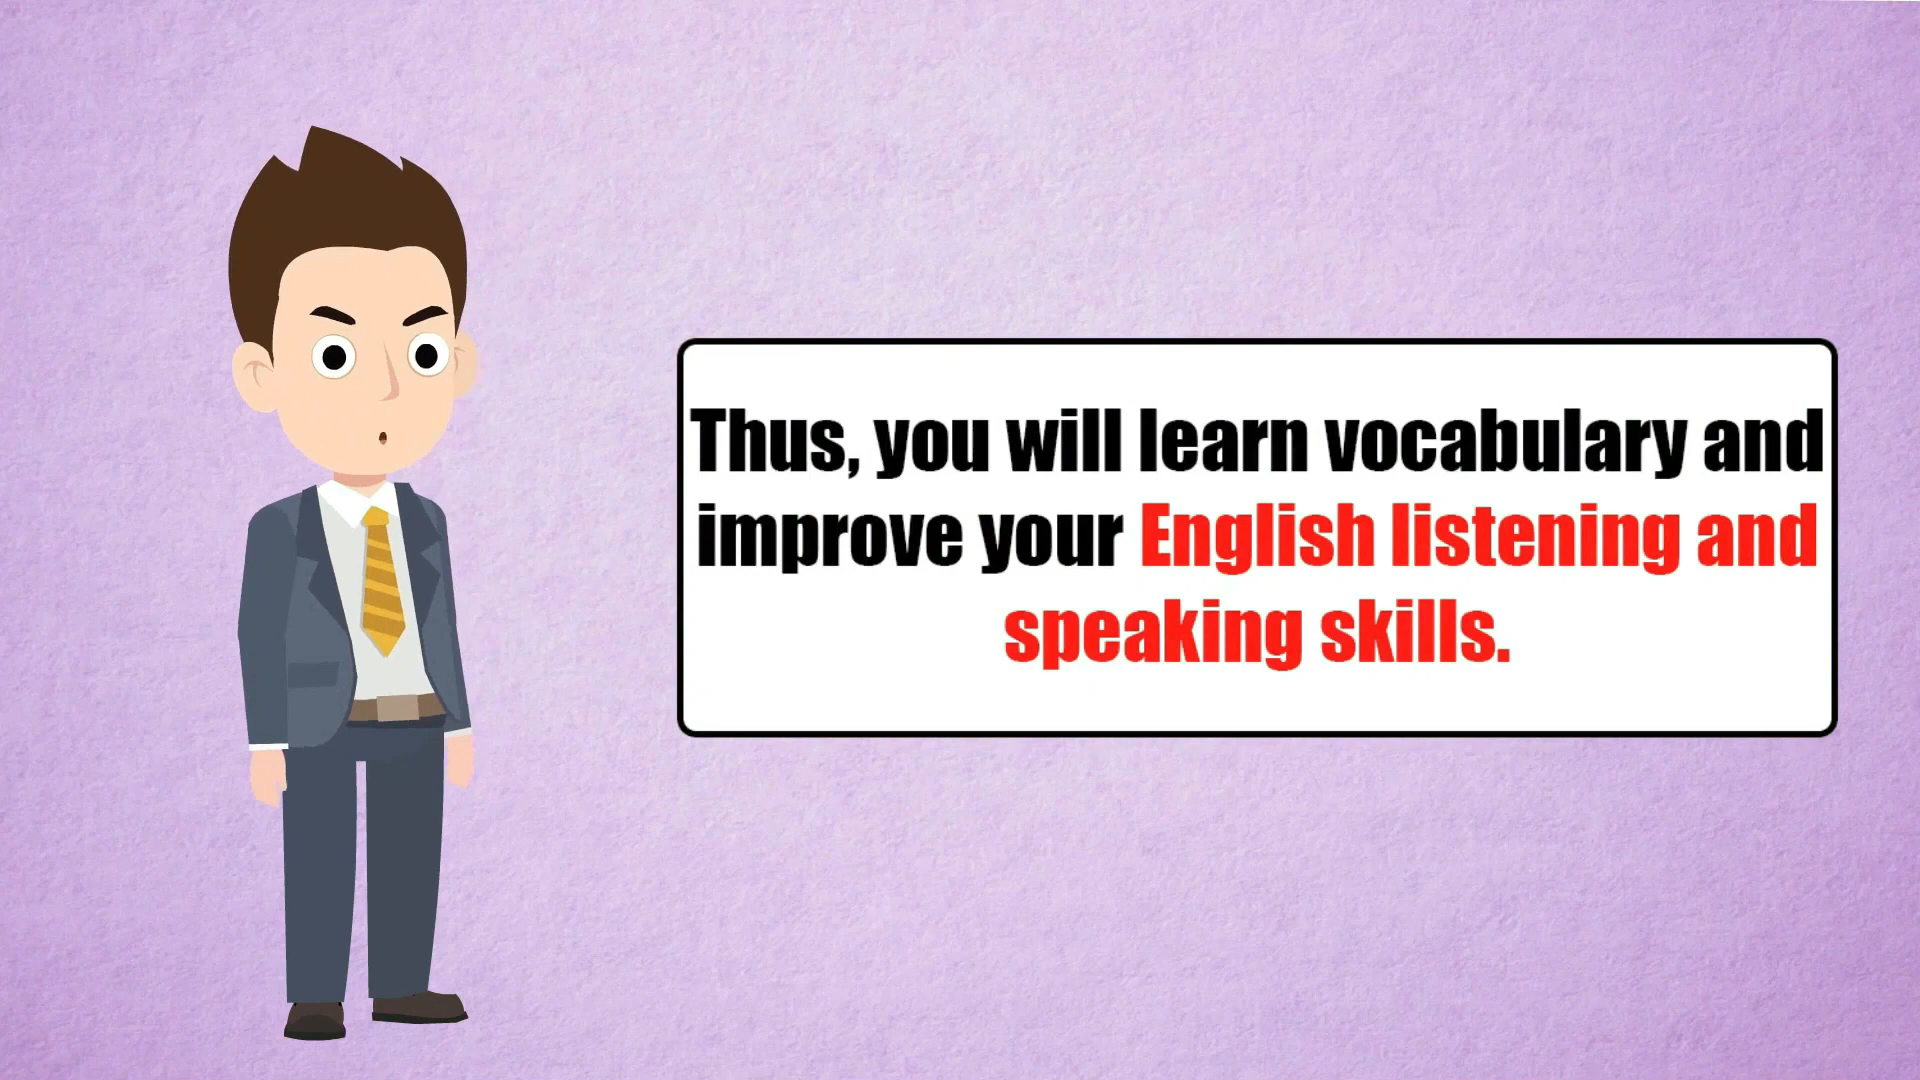 Thus, you will learn vocabulary and
improve your English listening and
speaking skills.